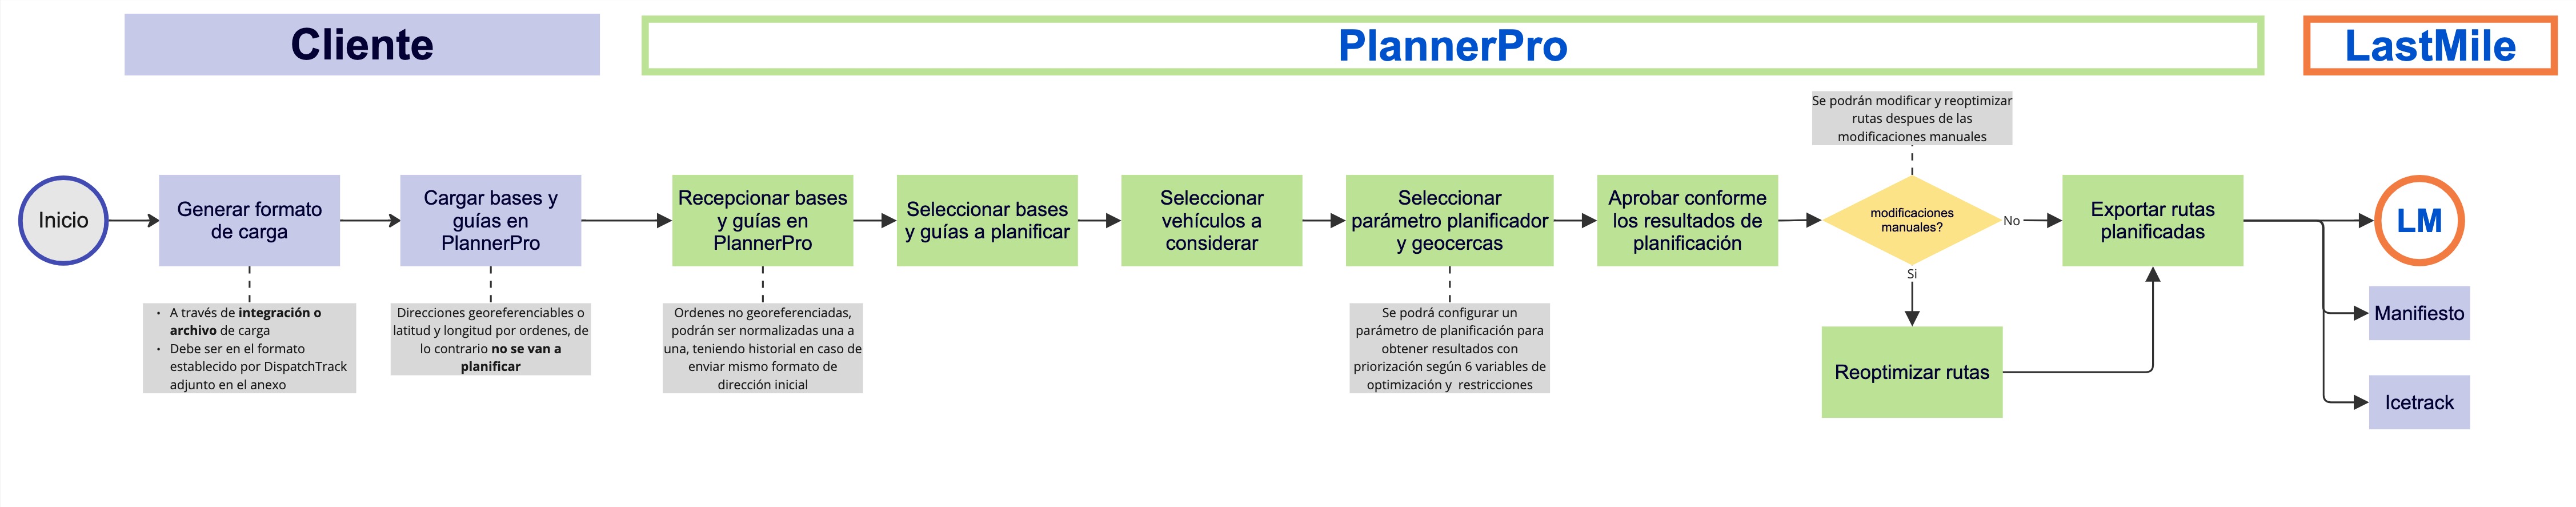 Cliente
PlannerPro
LastMile
Se podrán modificar y reoptimizar
rutas despues de las
modificaciones manuales
Inicio
Generar formato
de carga
Cargar bases y
guías en
PlannerPro
Recepcionar bases
y guías en
PlannerPro
Seleccionar bases
y guías a planificar
Seleccionar
vehículos a
considerar
Seleccionar
parámetro planificador
y geocercas
Aprobar conforme
los resultados de
planificación
modificaciones
manuales?
No
Si
Exportar rutas
planificadas
LM
• A través de integración o
archivo de carga
• Debe ser en el formato
establecido por DispatchTrack
adjunto en el anexo
Direcciones georeferenciables o
latitud y longitud por ordenes, de
lo contrario no se van a
planificar
Ordenes no georeferenciadas,
podrán ser normalizadas una a
una, teniendo historial en caso de
enviar mismo formato de
dirección inicial
Se podrá configurar un
parámetro de planificación para
obtener resultados con
priorización según 6 variables de
optimización y restricciones
Reoptimizar rutas
Manifiesto
Icetrack